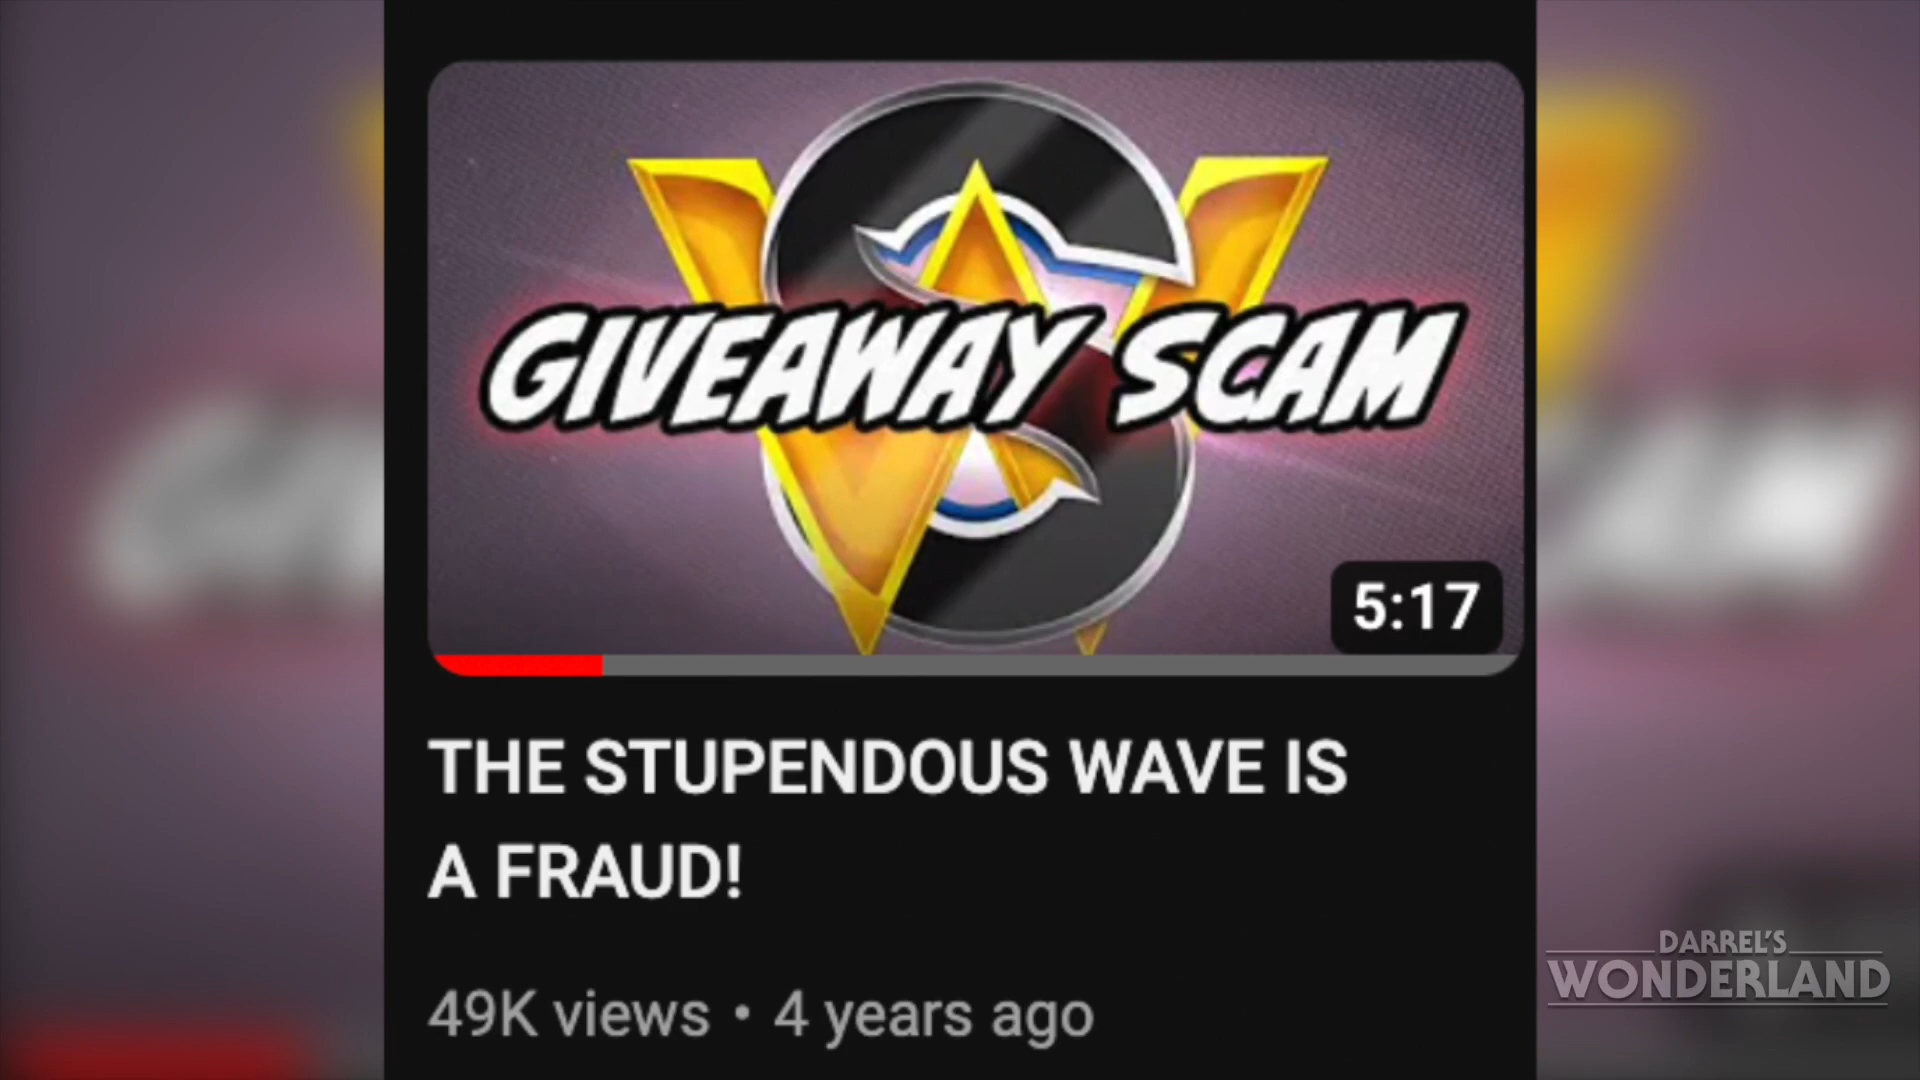 GIVEAWAY SCAM
5:17
THE STUPENDOUS WAVE IS
A FRAUD!
49K views • 4 years ago
DARREL'S
WONDERLAND